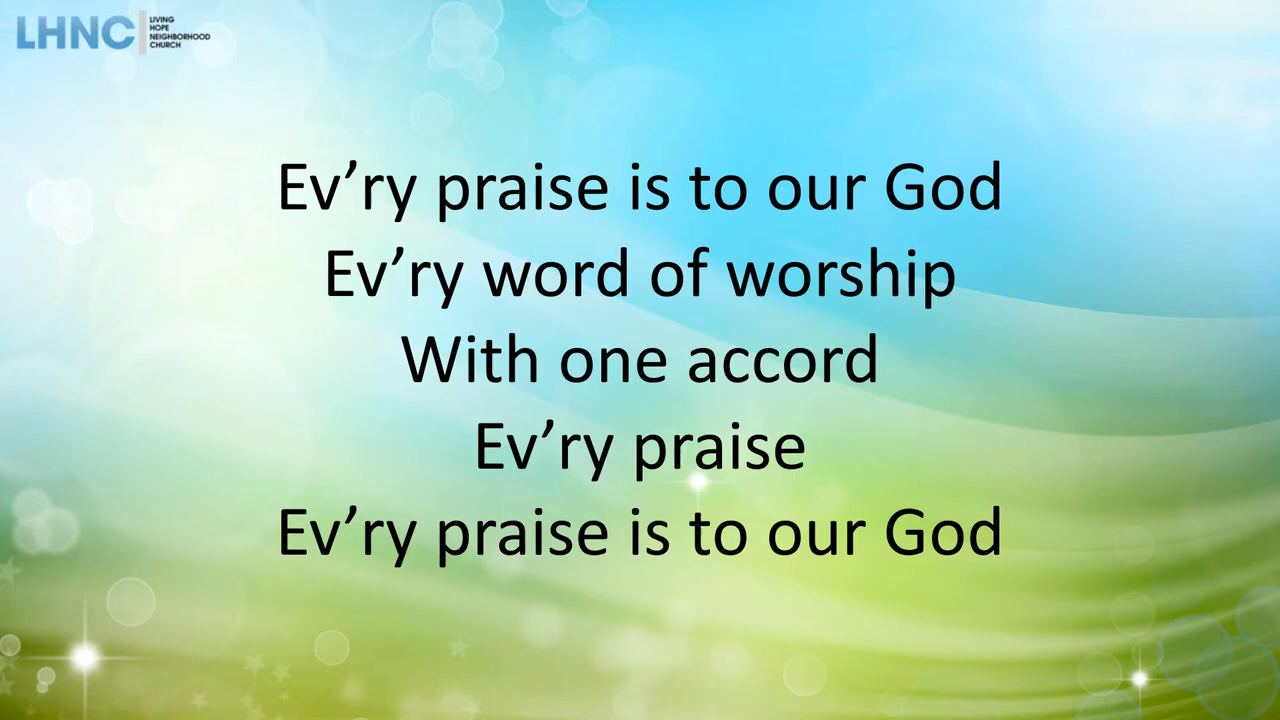 LHNC
LIVING
HOPE
NEIGHBORHOOD
CHURCH
Ev’ry praise is to our God
Ev’ry word of worship
With one accord
Ev’ry praise
Ev’ry praise is to our God